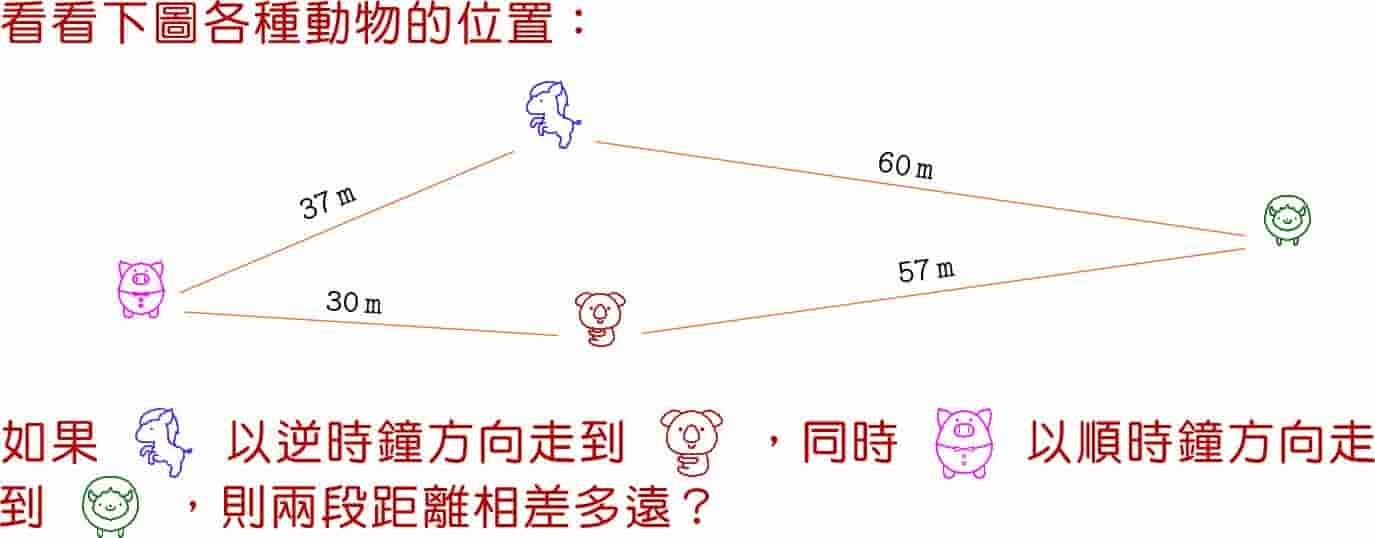 看看下圖各種動物的位置：
60 m
37 m
57 m
30 m
如果 以逆時鐘方向走到 ，同時 以順時鐘方向走
到 ，則兩段距離相差多遠？